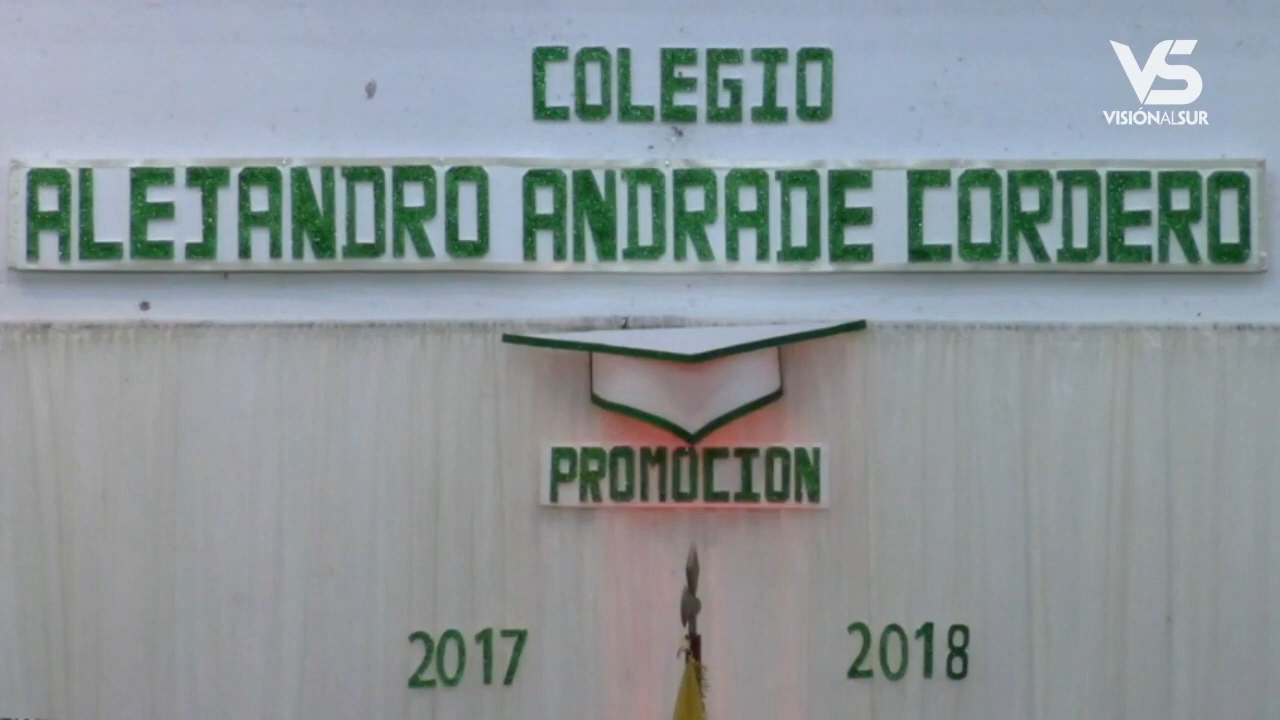 COLEGIO
VS
VISIÓNALSUR
ALEJANDRO ANDRADE CORDERO
PROMOCION
2017 2018